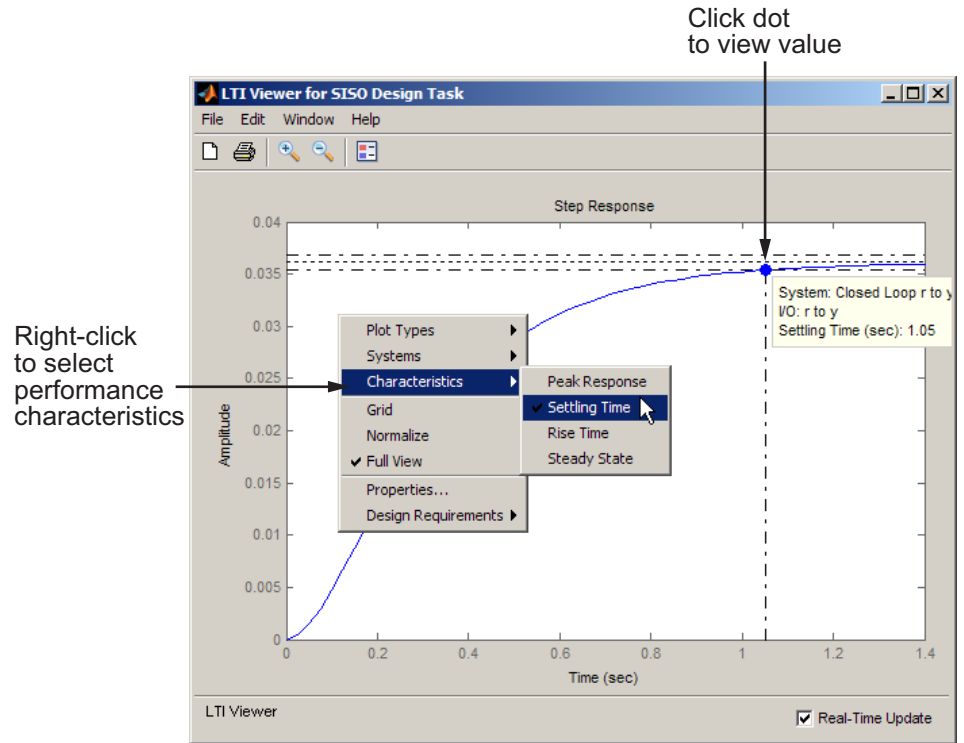 Click dot
to view value
LTI Viewer for SISO Design Task
File Edit Window Help
Step Response
0.04
0.035
0.03
0.025
0.02
0.015
0.01
0.005
0
Amplitude
System: Closed Loop r to y
I/O: r to y
Settling Time (sec): 1.05
Right-click
to select
performance
characteristics
Plot Types
Systems
Characteristics
Grid
Normalize
Full View
Properties...
Design Requirements
Peak Response
Settling Time
Rise Time
Steady State
0 0.2 0.4 0.6 0.8 1 1.2 1.4
Time (sec)
LTI Viewer
Real-Time Update